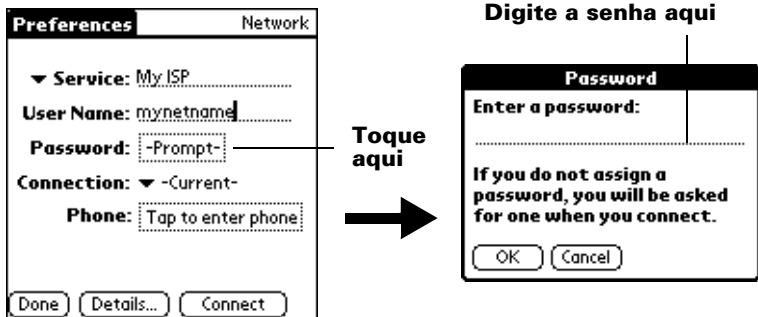 Preferences Network
▼ Service: My ISP
User Name: mynetname
Password: -Prompt-
Connection: ▼ -Current-
Phone: Tap to enter phone
Done Details... Connect
Toque
aqui
Digite a senha aqui
Password
Enter a password:
If you do not assign a
password, you will be asked
for one when you connect.
OK Cancel